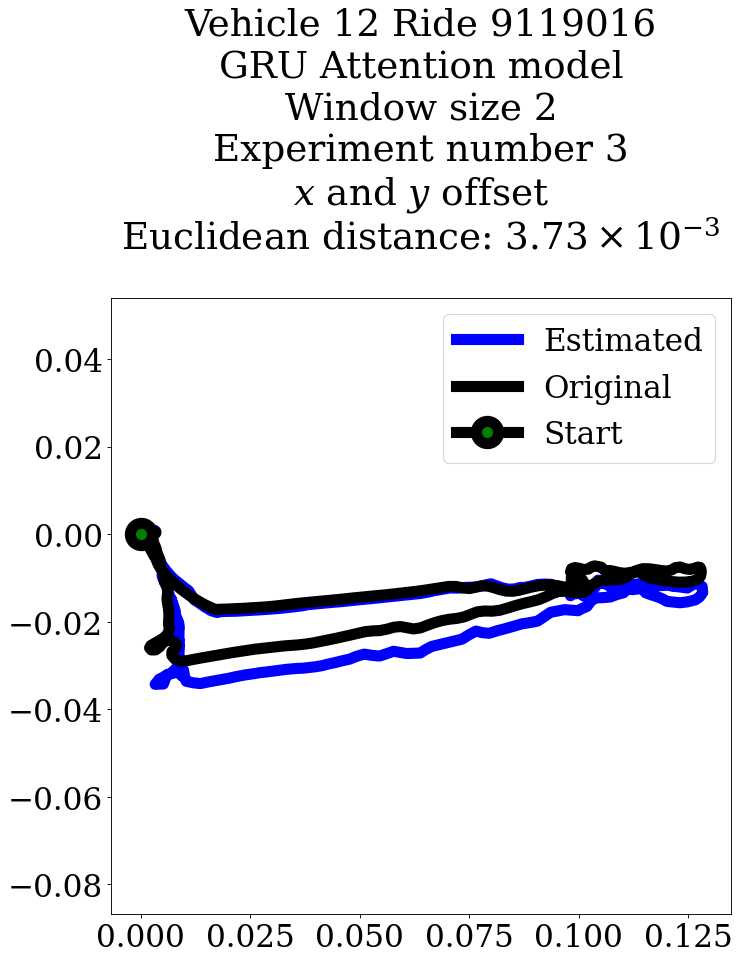 Vehicle 12 Ride 9119016
GRU Attention model
Window size 2
Experiment number 3
x and y offset
Euclidean distance: 3.73 × 10⁻³
Estimated
Original
Start
0.04
0.02
0.00
−0.02
−0.04
−0.06
−0.08
0.000 0.025 0.050 0.075 0.100 0.125